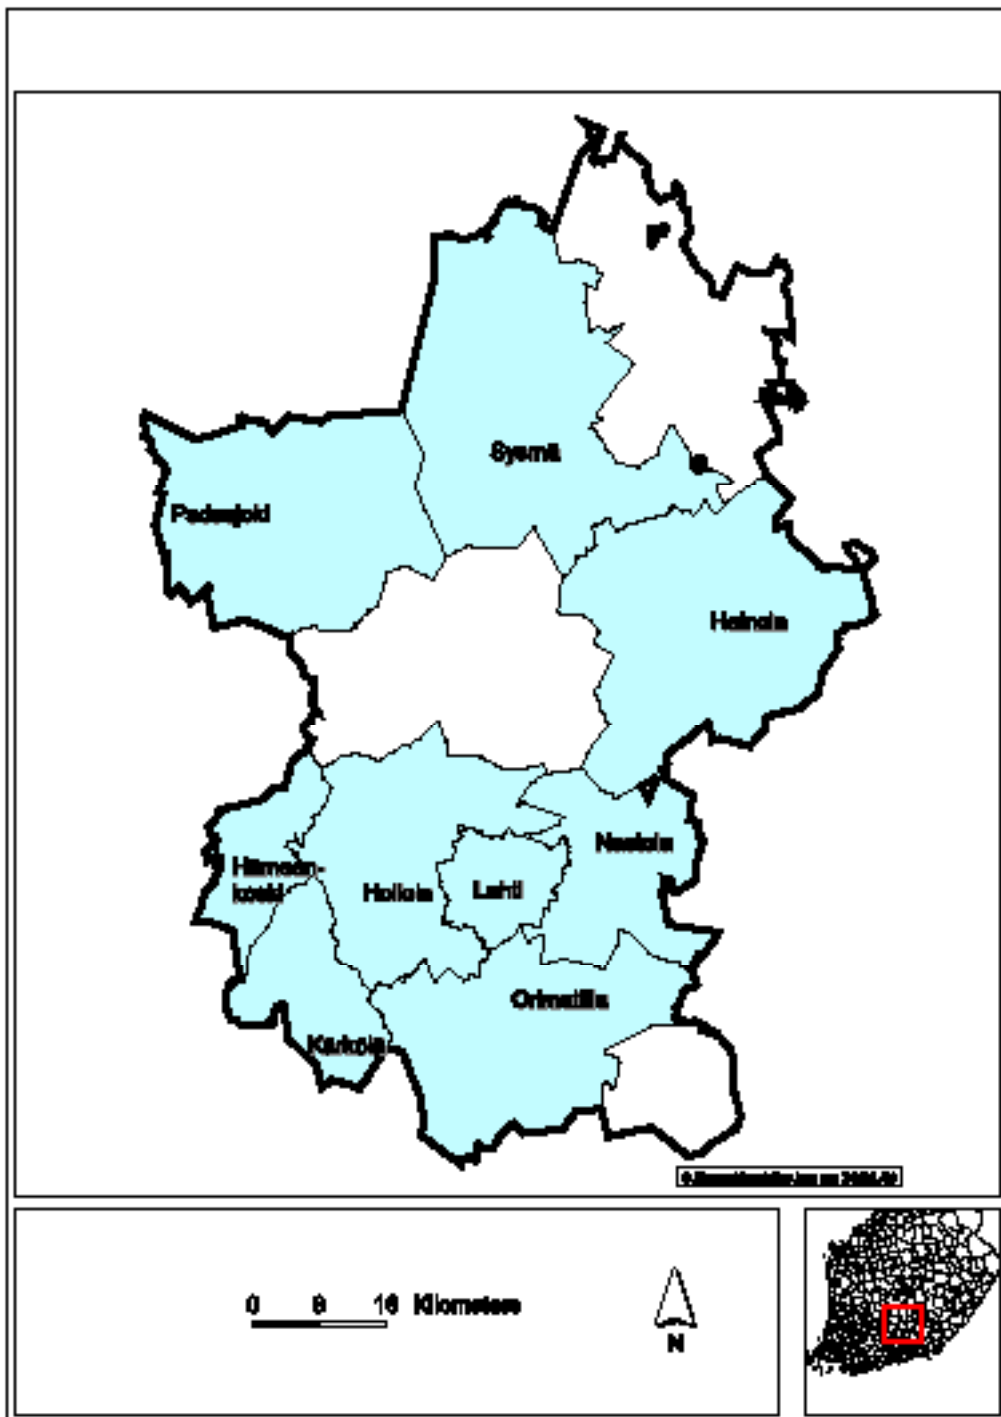 Sysmä
Padasjoki
Heinola
Nastola
Hämeen-
koski
Hollola
Lahti
Orimattila
Kärkölä
0 8 16 Kilometers
N